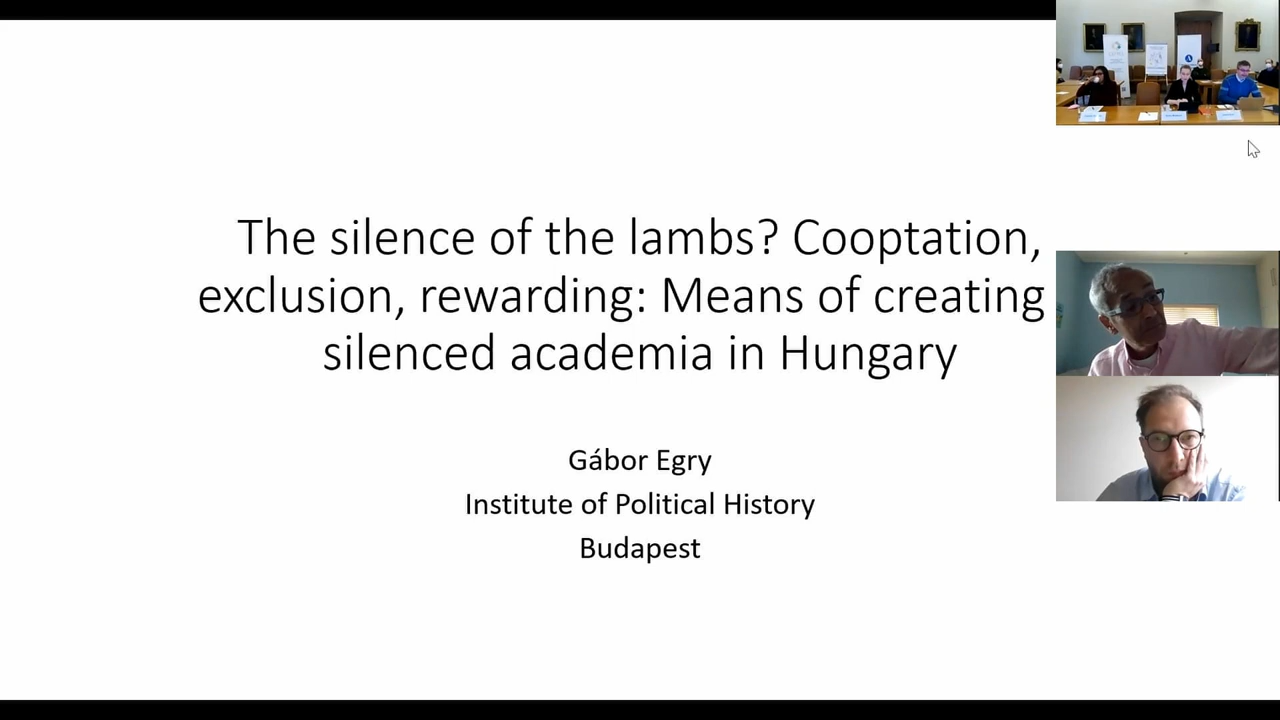 The silence of the lambs? Cooptation,
exclusion, rewarding: Means of creating
silenced academia in Hungary
Gábor Egry
Institute of Political History
Budapest